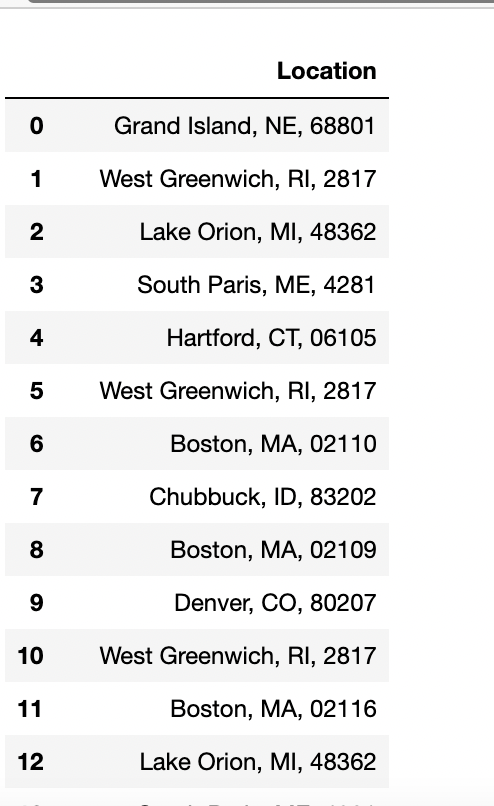 Location
0 Grand Island, NE, 68801
1 West Greenwich, RI, 2817
2 Lake Orion, MI, 48362
3 South Paris, ME, 4281
4 Hartford, CT, 06105
5 West Greenwich, RI, 2817
6 Boston, MA, 02110
7 Chubbuck, ID, 83202
8 Boston, MA, 02109
9 Denver, CO, 80207
10 West Greenwich, RI, 2817
11 Boston, MA, 02116
12 Lake Orion, MI, 48362